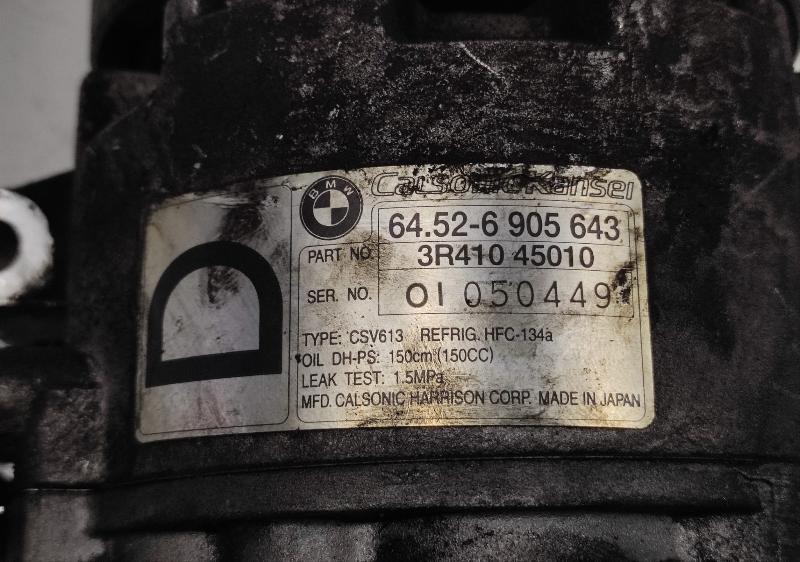 D
BMW
CalsonicKansei
64.52-6 905 643
PART NO. 3R410 45010
SER. NO. 01 050449
TYPE: CSV613 REFRIG. HFC-134a
OIL DH-PS: 150cm³(150CC)
LEAK TEST: 1.5MPa
MFD. CALSONIC HARRISON CORP. MADE IN JAPAN